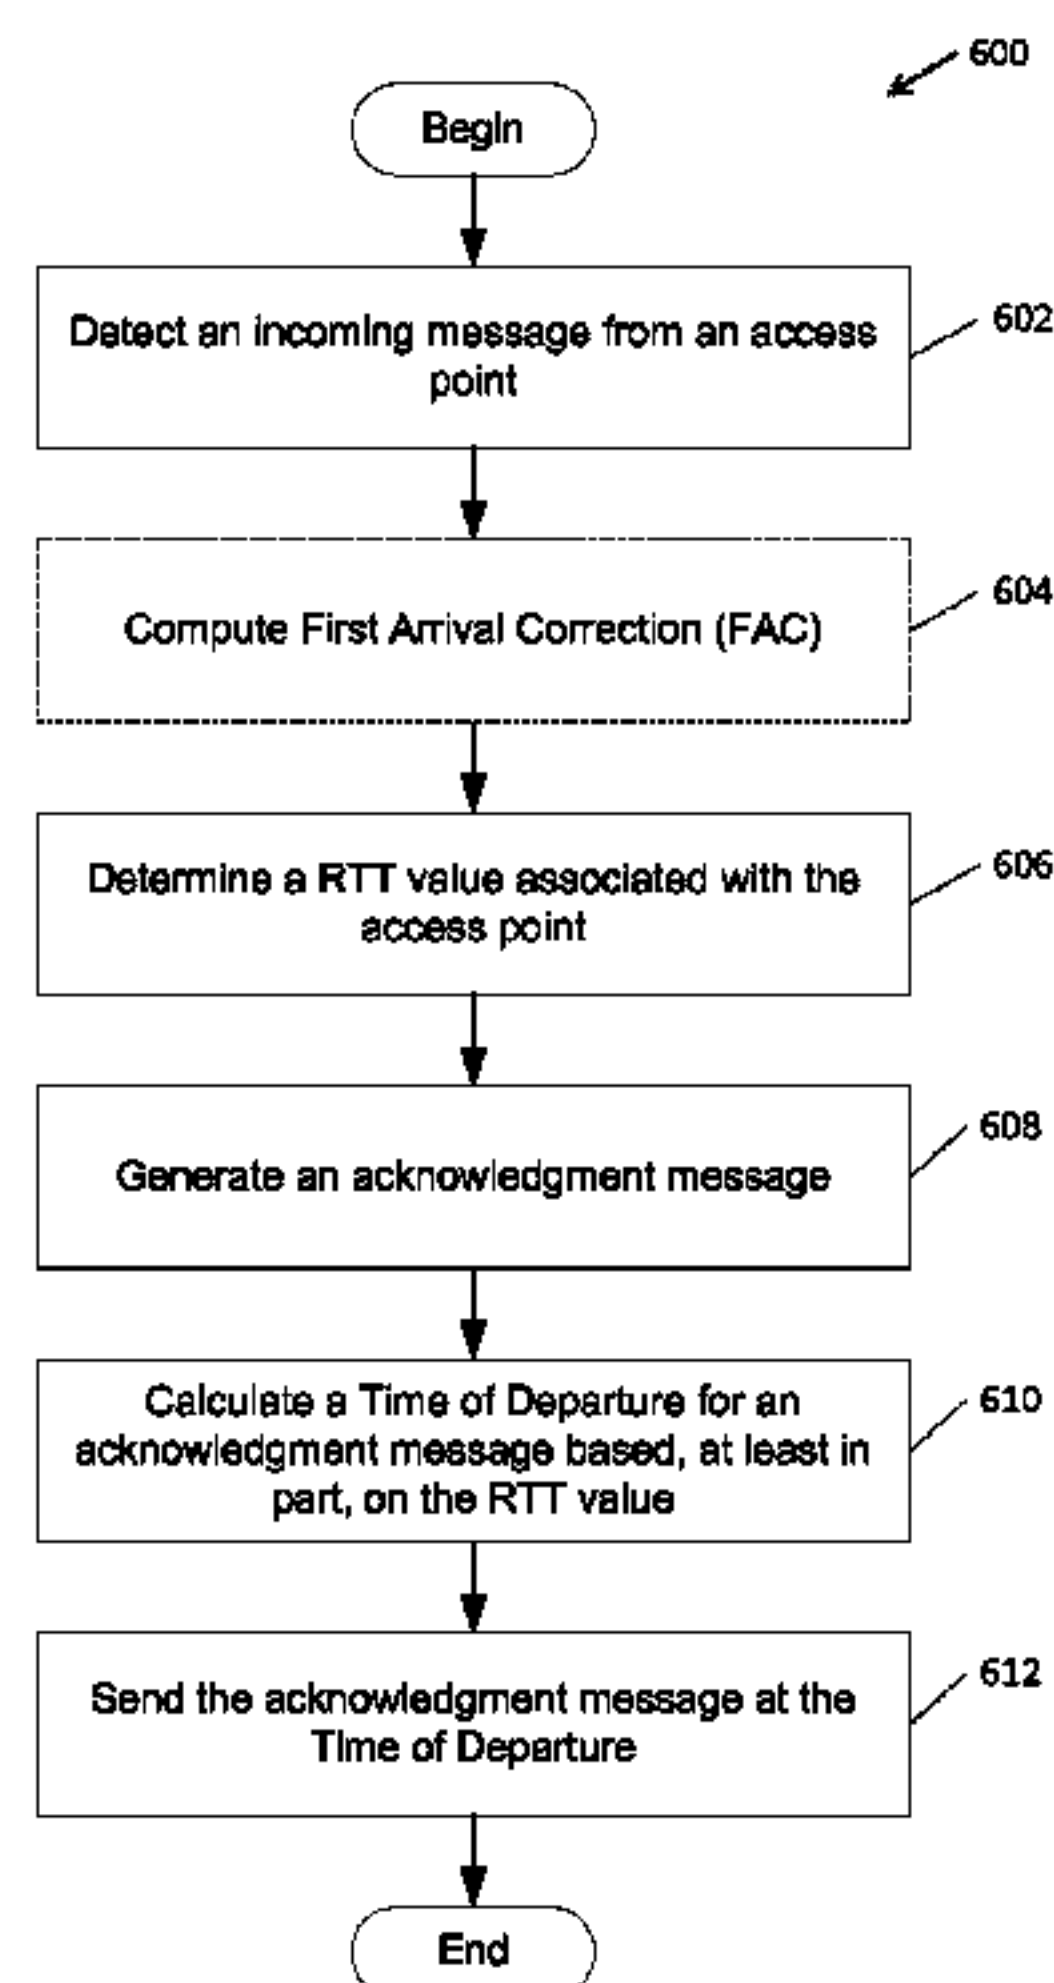 600
Begin
Detect an incoming message from an access
point
602
Compute First Arrival Correction (FAC)
604
Determine a RTT value associated with the
access point
606
Generate an acknowledgment message
608
Calculate a Time of Departure for an
acknowledgment message based, at least in
part, on the RTT value
610
Send the acknowledgment message at the
Time of Departure
612
End